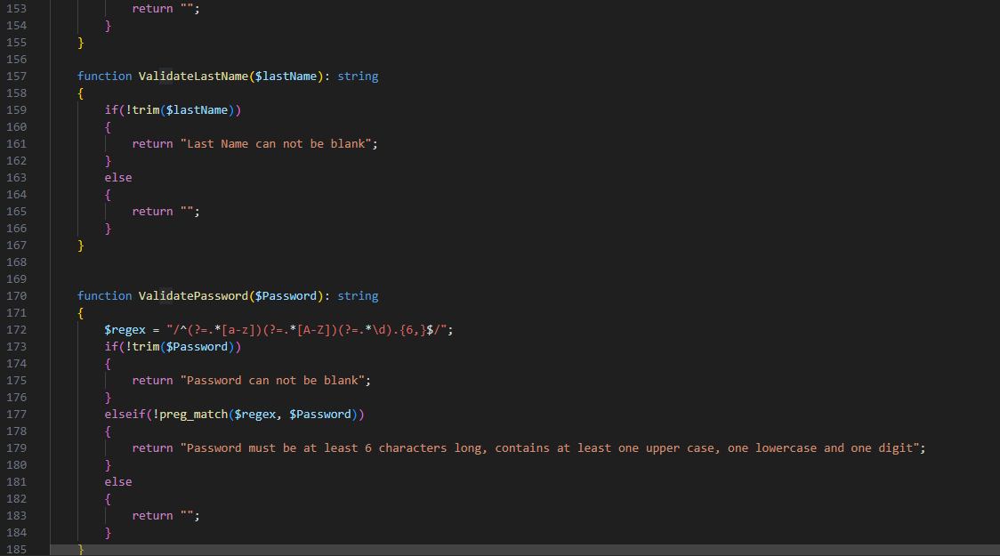 153 return "";
154 }
155 }
156
157 function ValidateLastName($lastName): string
158 {
159 if(!trim($lastName))
160 {
161 return "Last Name can not be blank";
162 }
163 else
164 {
165 return "";
166 }
167 }
168
169
170 function ValidatePassword($Password): string
171 {
172 $regex = "/^(?=.*[a-z])(?=.*[A-Z])(?=.*\d).{6,}$/";
173 if(!trim($Password))
174 {
175 return "Password can not be blank";
176 }
177 elseif(!preg_match($regex, $Password))
178 {
179 return "Password must be at least 6 characters long, contains at least one upper case, one lowercase and one digit";
180 }
181 else
182 {
183 return "";
184 }
185 }